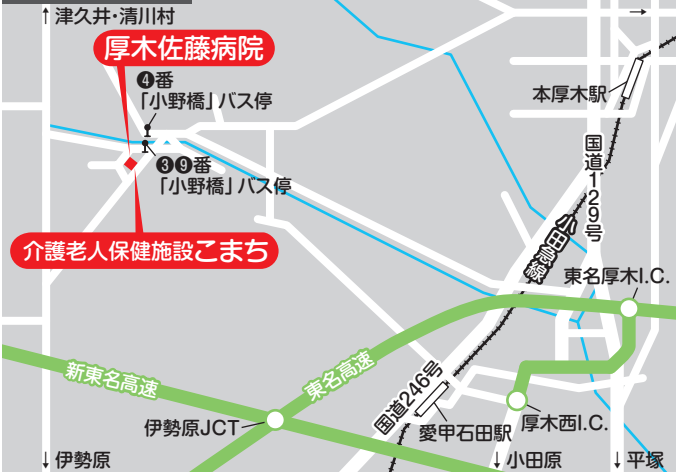 ↑津久井・清川村
→
厚木佐藤病院
❹番
「小野橋」バス停
本厚木駅
❸❾番
「小野橋」バス停
国道129号
小田急線
介護老人保健施設こまち
東名厚木I.C.
新東名高速
東名高速
国道246号
伊勢原JCT
愛甲石田駅
厚木西I.C.
↓伊勢原
↓小田原
↓平塚